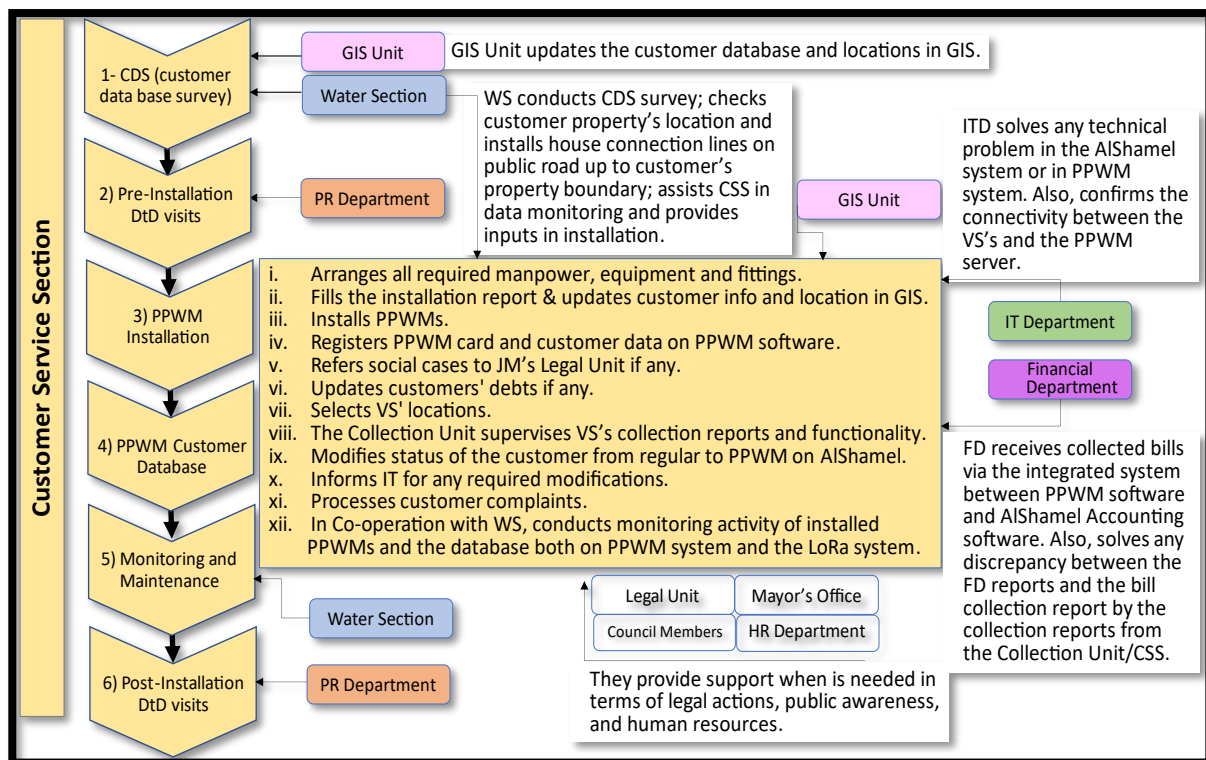 Customer Service Section
1- CDS (customer
data base survey)
GIS Unit
GIS Unit updates the customer database and locations in GIS.
Water Section
WS conducts CDS survey; checks
customer property's location and
installs house connection lines on
public road up to customer's
property boundary; assists CSS in
data monitoring and provides
inputs in installation.
2) Pre-Installation
DtD visits
PR Department
GIS Unit
ITD solves any technical
problem in the AlShamel
system or in PPWM
system. Also, confirms the
connectivity between the
VS's and the PPWM
server.
3) PPWM
Installation
i. Arranges all required manpower, equipment and fittings.
ii. Fills the installation report & updates customer info and location in GIS.
iii. Installs PPWMs.
iv. Registers PPWM card and customer data on PPWM software.
v. Refers social cases to JM's Legal Unit if any.
vi. Updates customers' debts if any.
vii. Selects VS' locations.
viii. The Collection Unit supervises VS's collection reports and functionality.
ix. Modifies status of the customer from regular to PPWM on AlShamel.
x. Informs IT for any required modifications.
xi. Processes customer complaints.
xii. In Co-operation with WS, conducts monitoring activity of installed
PPWMs and the database both on PPWM system and the LoRa system.
IT Department
Financial
Department
4) PPWM Customer
Database
FD receives collected bills
via the integrated system
between PPWM software
and AlShamel Accounting
software. Also, solves any
discrepancy between the
FD reports and the bill
collection report by the
collection reports from
the Collection Unit/CSS.
5) Monitoring and
Maintenance
Water Section
Legal Unit
Mayor's Office
Council Members
HR Department
They provide support when is needed in
terms of legal actions, public awareness,
and human resources.
6) Post-Installation
DtD visits
PR Department